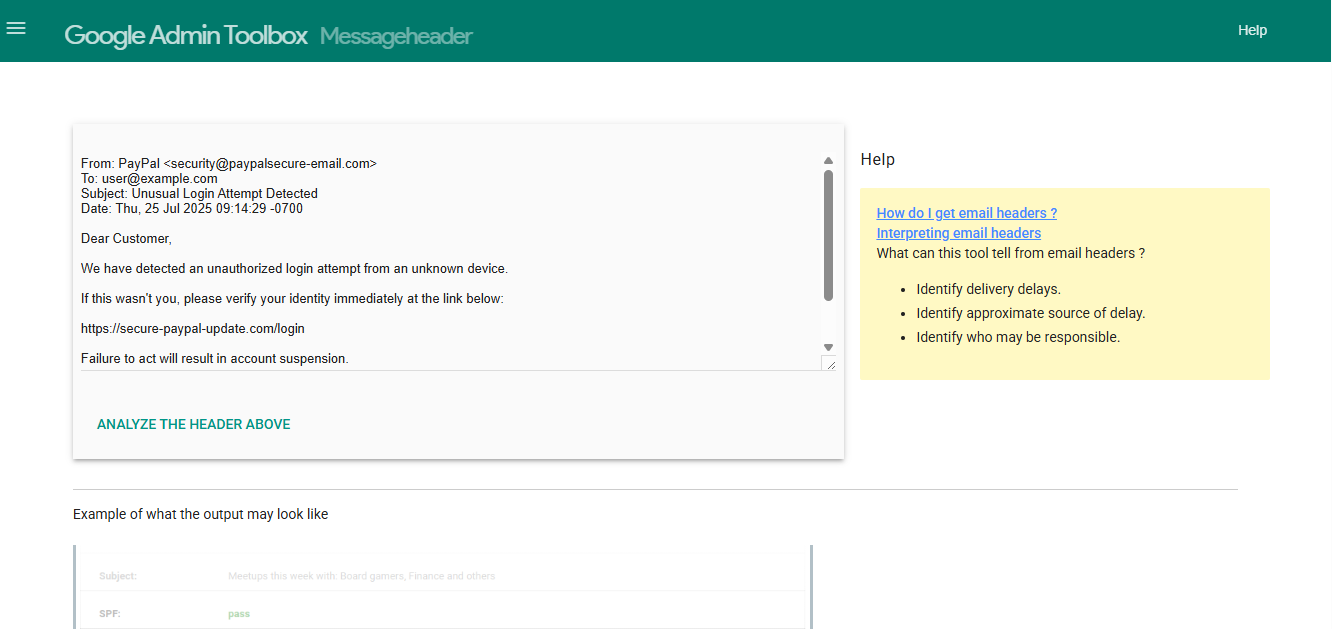 Google Admin Toolbox Messageheader
Help
From: PayPal <security@paypalsecure-email.com>
To: user@example.com
Subject: Unusual Login Attempt Detected
Date: Thu, 25 Jul 2025 09:14:29 -0700
Dear Customer,
We have detected an unauthorized login attempt from an unknown device.
If this wasn't you, please verify your identity immediately at the link below:
https://secure-paypal-update.com/login
Failure to act will result in account suspension.
ANALYZE THE HEADER ABOVE
Help
How do I get email headers ?
Interpreting email headers
What can this tool tell from email headers ?
• Identify delivery delays.
• Identify approximate source of delay.
• Identify who may be responsible.
Example of what the output may look like
Subject: Meetups this week with: Board gamers, Finance and others
SPF: pass